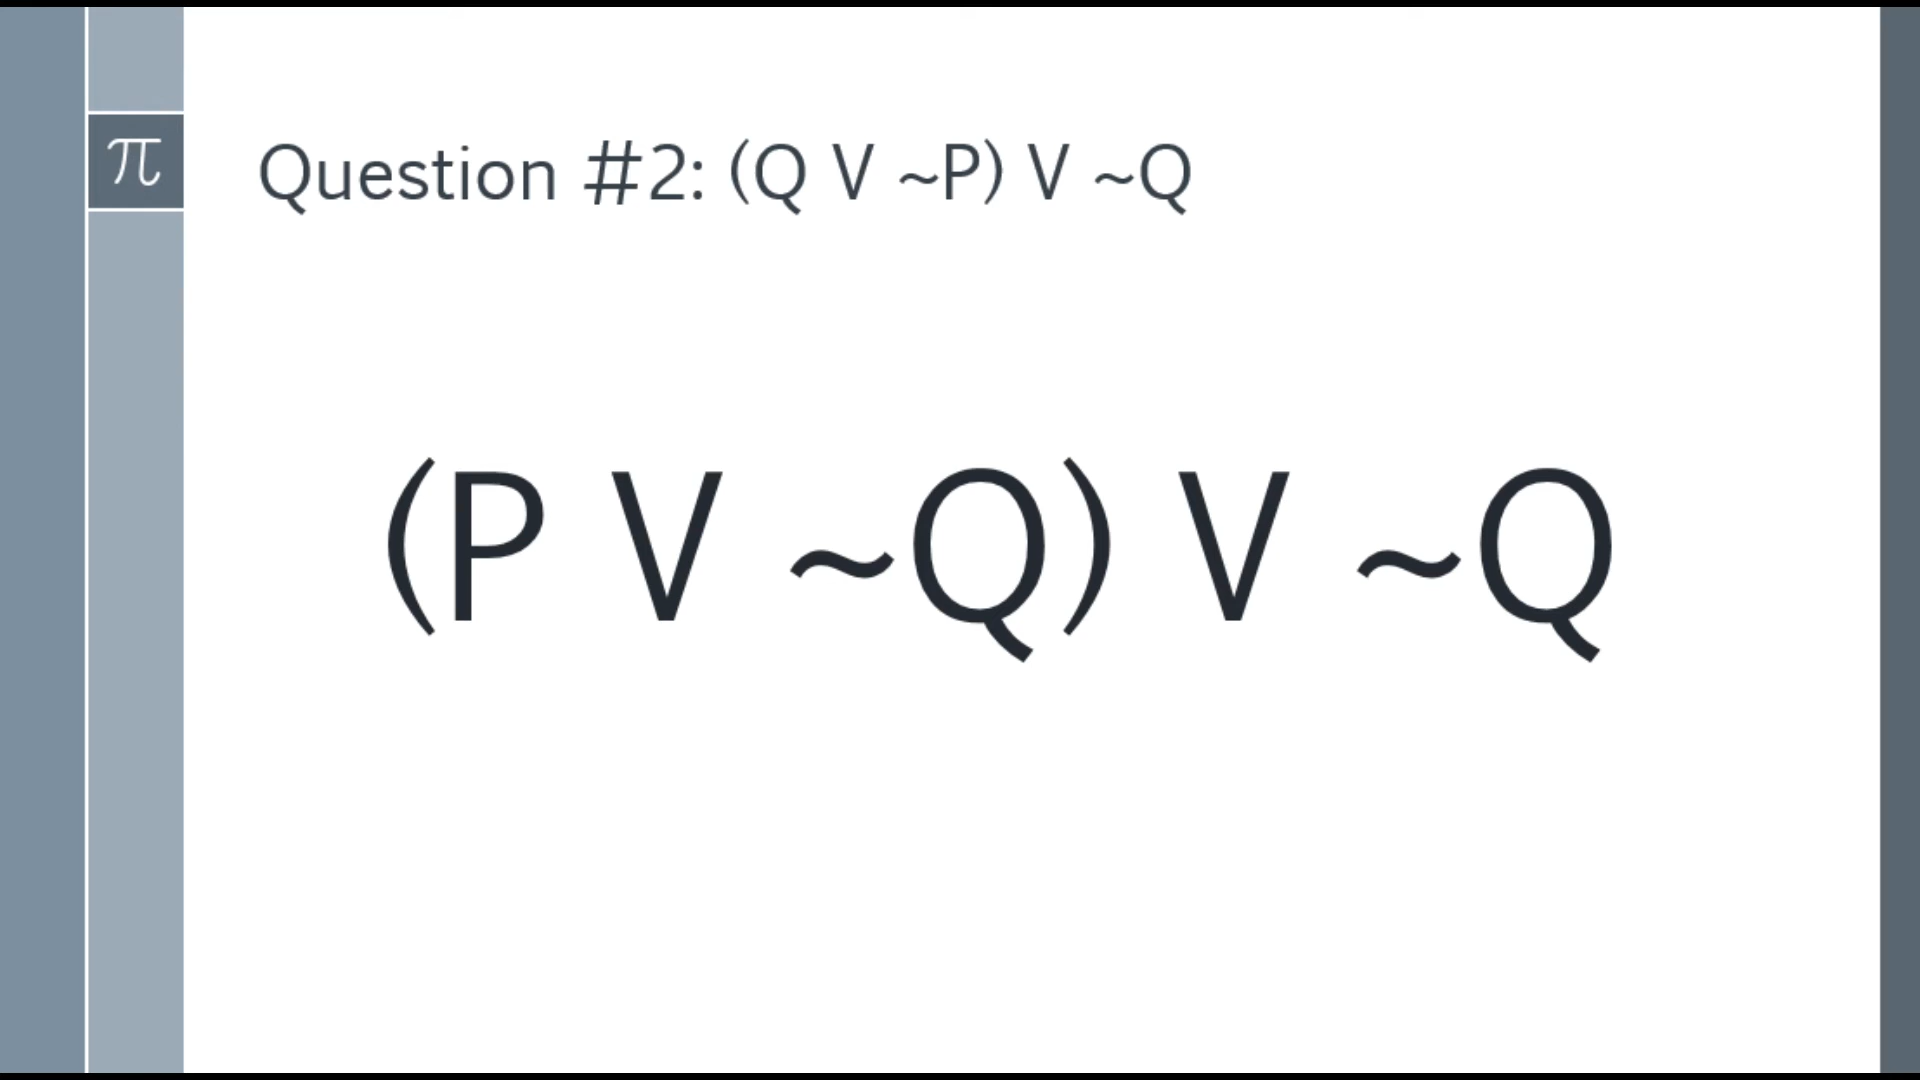 π
Question #2: (Q V ~P) V ~Q
(P V ~Q) V ~Q